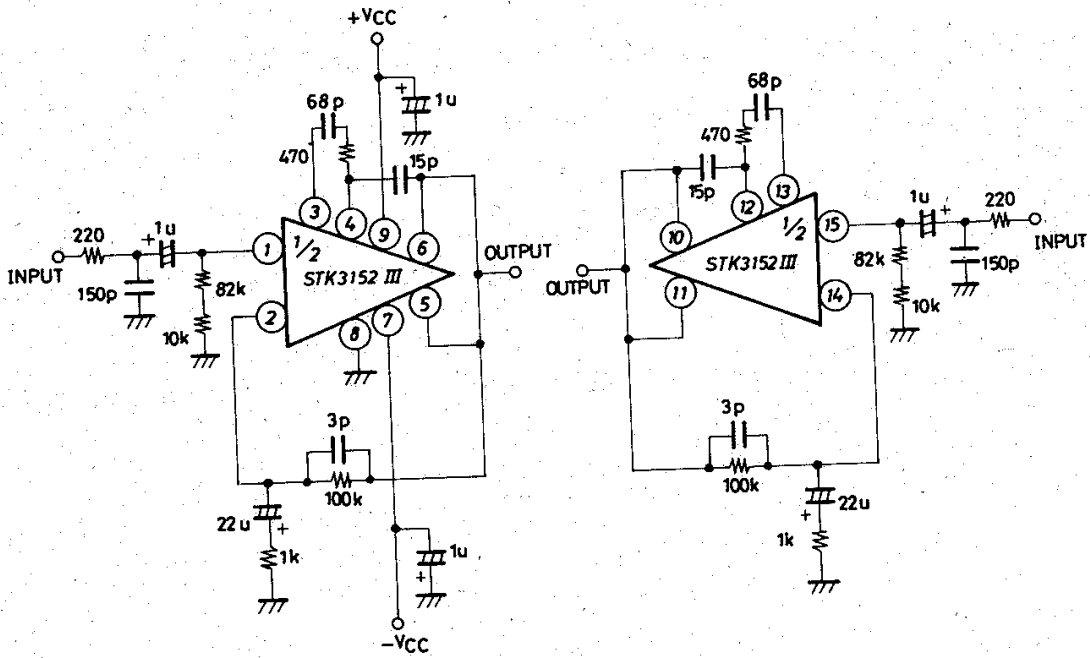 +VCC
+
1u
68p
470
15p
3
4
9
6
220
+
1u
1
1/2
STK3152 III
OUTPUT
INPUT
150p
82k
10k
2
8
7
5
3p
100k
22u
+
1k
1u
+
-VCC
68p
470
15p
10
12
13
1u
+
220
15
1/2
STK3152 III
INPUT
82k
150p
OUTPUT
11
14
10k
3p
100k
22u
+
1k